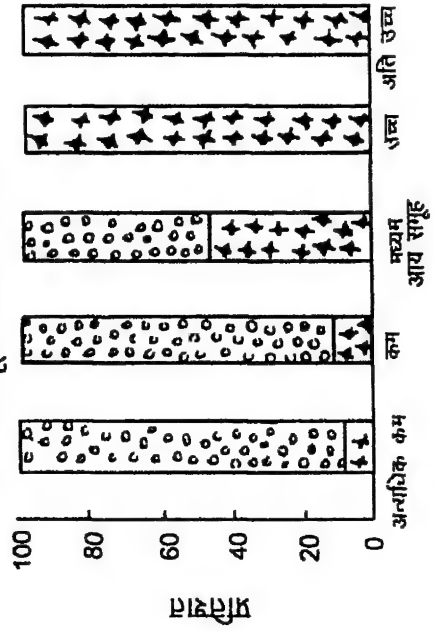 प्रतिशत
100
80
60
40
20
0
अत्यधिक कम
कम
मध्यम
उच्च
अति उच्च
आय समूह